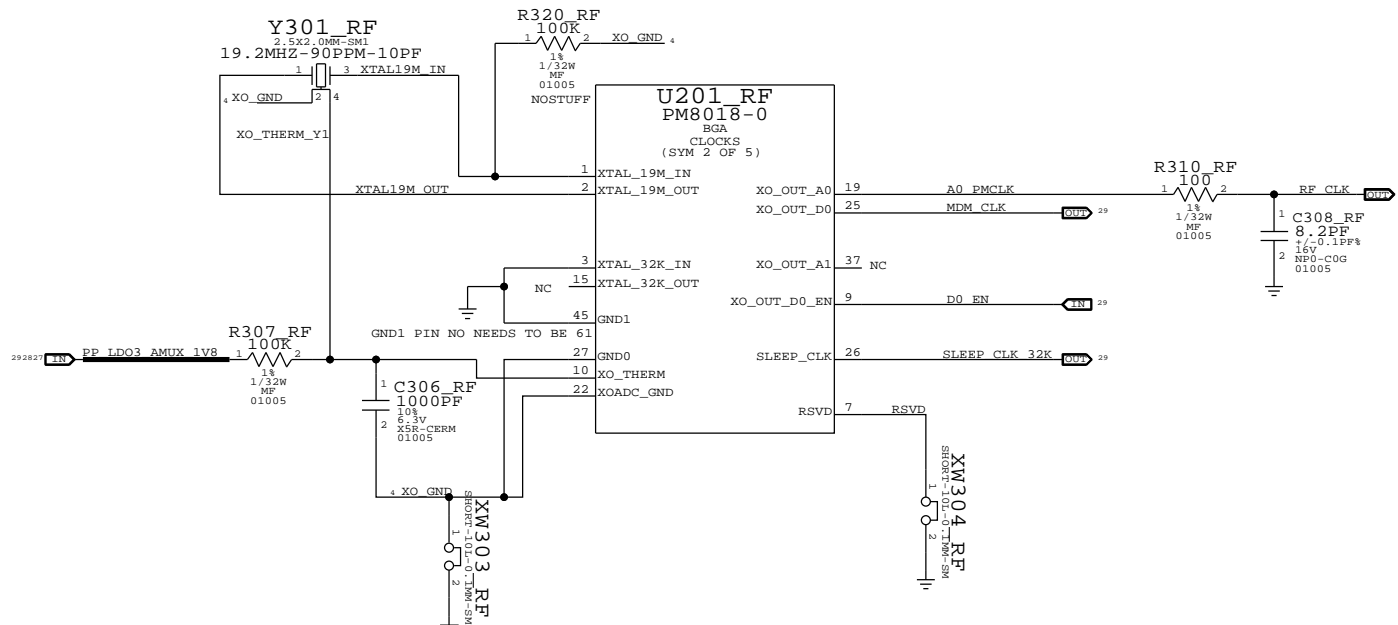 Y301_RF
2.5X2.0MM-SM1
19.2MHZ-90PPM-10PF
1
3
XTAL19M_IN
4
XO_GND
2
4
XO_THERM_Y1
XTAL19M_OUT
R320_RF
100K
1
2
XO_GND
4
1%
1/32W
MF
01005
NOSTUFF
U201_RF
PM8018-0
BGA
CLOCKS
(SYM 2 OF 5)
1
XTAL_19M_IN
2
XTAL_19M_OUT
3
XTAL_32K_IN
NC
15
XTAL_32K_OUT
45
GND1
GND1 PIN NO NEEDS TO BE 61
27
GND0
10
XO_THERM
22
XOADC_GND
XO_OUT_A0
19
A0_PMCLK
XO_OUT_D0
25
MDM_CLK
OUT
29
XO_OUT_A1
37
NC
XO_OUT_D0_EN
9
D0_EN
IN
29
SLEEP_CLK
26
SLEEP_CLK_32K
OUT
29
RSVD
7
RSVD
R310_RF
100
1
2
1%
1/32W
MF
01005
RF_CLK
OUT
1
C308_RF
8.2PF
+/-0.1PF%
16V
2
NP0-C0G
01005
292827
IN
PP_LDO3_AMUX_1V8
R307_RF
100K
1
2
1%
1/32W
MF
01005
1
C306_RF
1000PF
10%
6.3V
2
X5R-CERM
01005
4
XO_GND
XW303_RF
SHORT-10L-0.1MM-SM
1
2
XW304_RF
SHORT-10L-0.1MM-SM
1
2